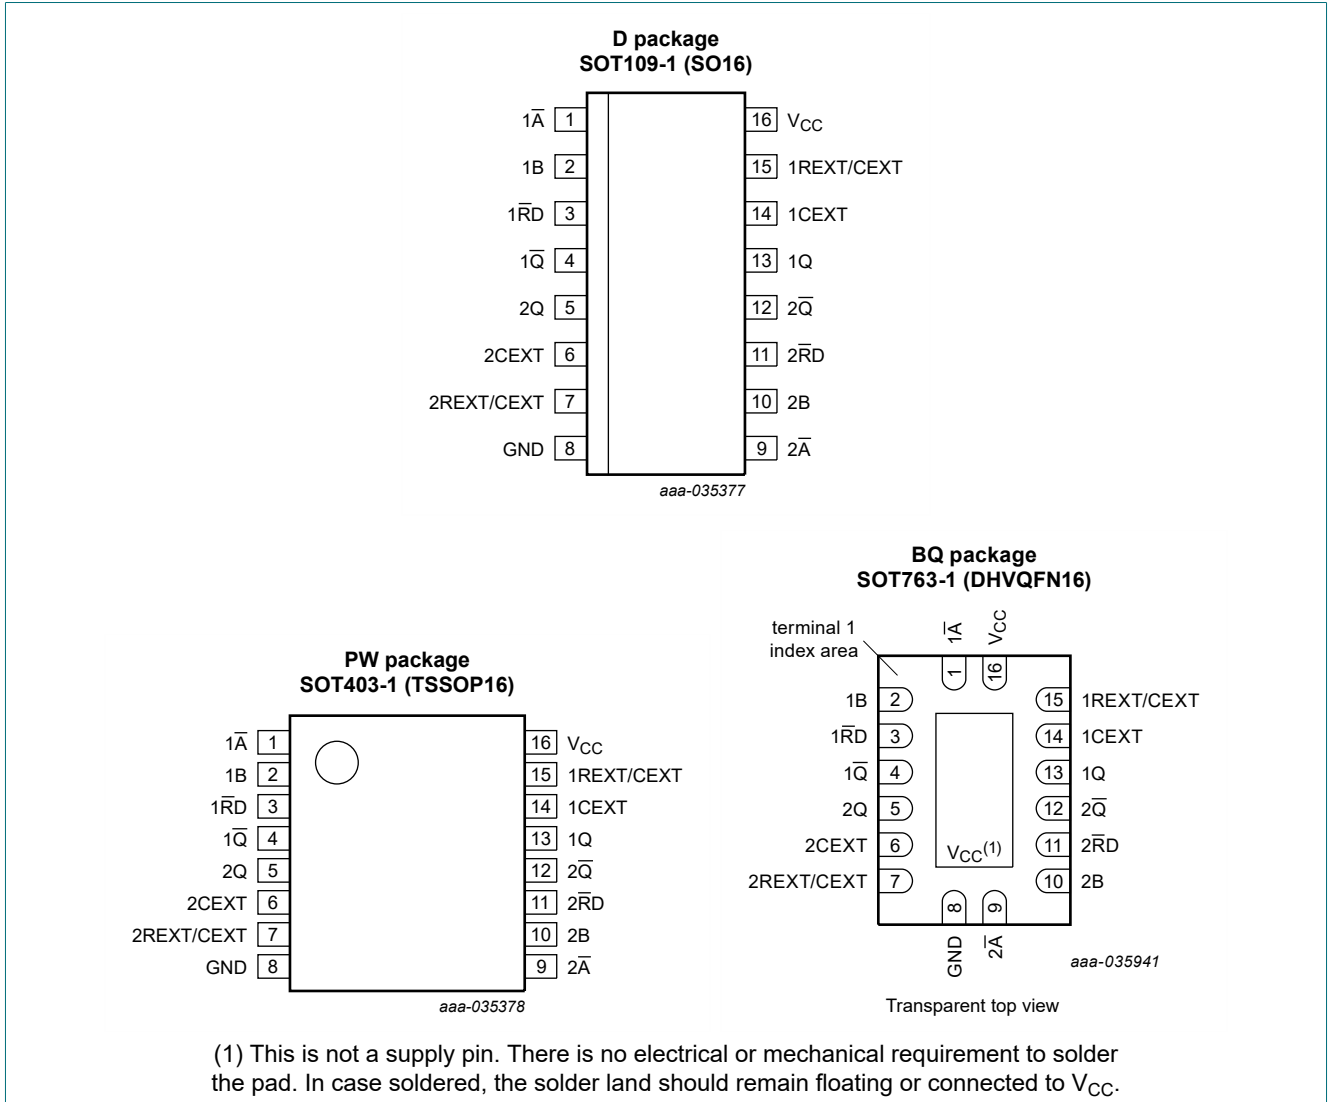 D package
SOT109-1 (SO16)
1A̅ 1
1B 2
1R̅D 3
1Q̅ 4
2Q 5
2CEXT 6
2REXT/CEXT 7
GND 8
16 VCC
15 1REXT/CEXT
14 1CEXT
13 1Q
12 2Q̅
11 2R̅D
10 2B
9 2A̅
aaa-035377
PW package
SOT403-1 (TSSOP16)
1A̅ 1
1B 2
1R̅D 3
1Q̅ 4
2Q 5
2CEXT 6
2REXT/CEXT 7
GND 8
16 VCC
15 1REXT/CEXT
14 1CEXT
13 1Q
12 2Q̅
11 2R̅D
10 2B
9 2A̅
aaa-035378
BQ package
SOT763-1 (DHVQFN16)
terminal 1
index area
1A̅ 1
VCC 16
1B 2
1R̅D 3
1Q̅ 4
2Q 5
2CEXT 6
2REXT/CEXT 7
15 1REXT/CEXT
14 1CEXT
13 1Q
12 2Q̅
11 2R̅D
10 2B
VCC(1)
8 GND
9 2A̅
aaa-035941
Transparent top view
(1) This is not a supply pin. There is no electrical or mechanical requirement to solder
the pad. In case soldered, the solder land should remain floating or connected to VCC.